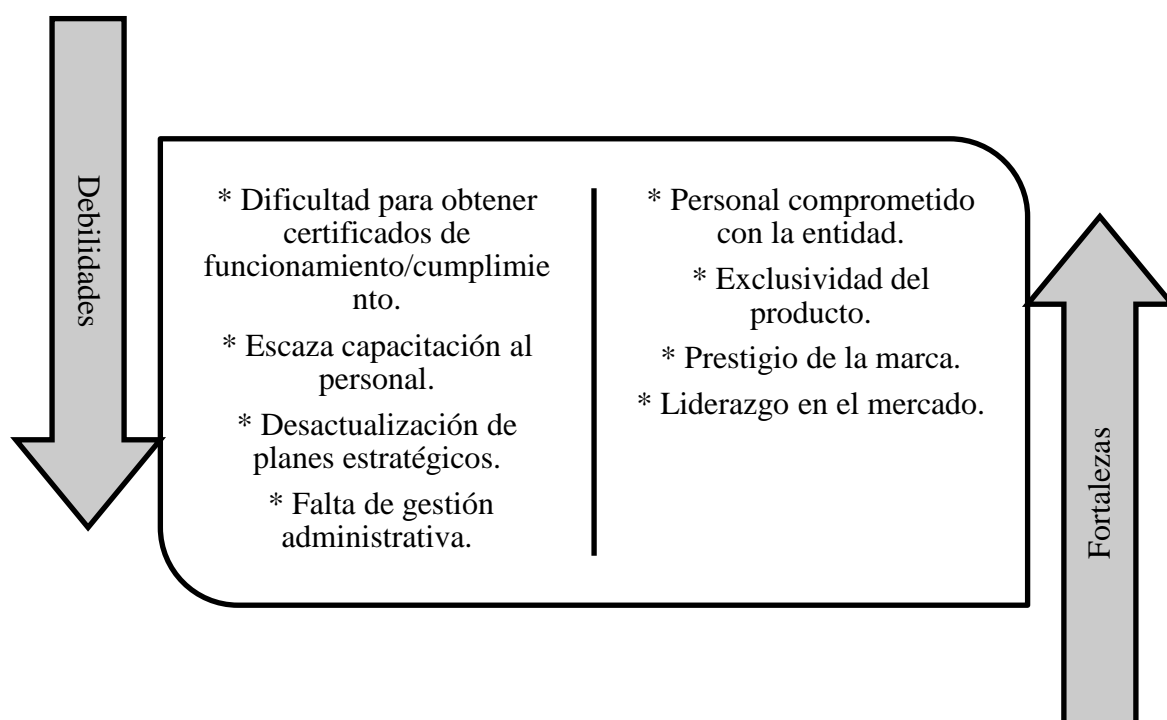 Debilidades
* Dificultad para obtener
certificados de
funcionamiento/cumplimie
nto.
* Escaza capacitación al
personal.
* Desactualización de
planes estratégicos.
* Falta de gestión
administrativa.
* Personal comprometido
con la entidad.
* Exclusividad del
producto.
* Prestigio de la marca.
* Liderazgo en el mercado.
Fortalezas